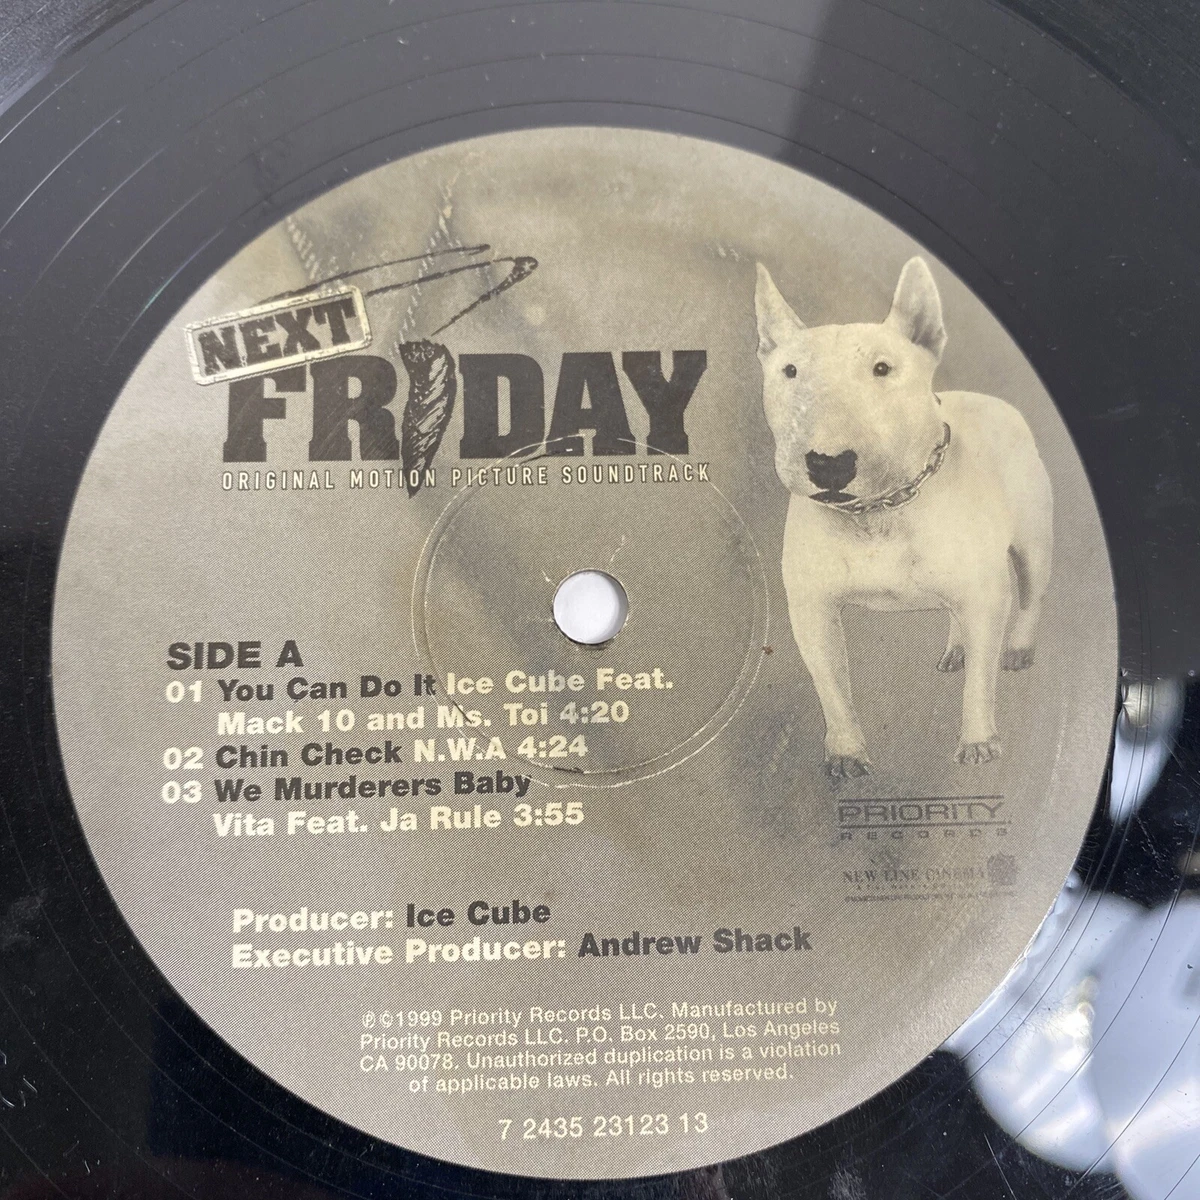 NEXT
FRIDAY
ORIGINAL MOTION PICTURE SOUNDTRACK
SIDE A
01 You Can Do It Ice Cube Feat.
Mack 10 and Ms. Toi 4:20
02 Chin Check N.W.A 4:24
03 We Murderers Baby
Vita Feat. Ja Rule 3:55
PRIORITY
RECORDS
NEW LINE CINEMA
Producer: Ice Cube
Executive Producer: Andrew Shack
℗©1999 Priority Records LLC. Manufactured by
Priority Records LLC. P.O. Box 2590, Los Angeles
CA 90078. Unauthorized duplication is a violation
of applicable laws. All rights reserved.
7 2435 23123 13